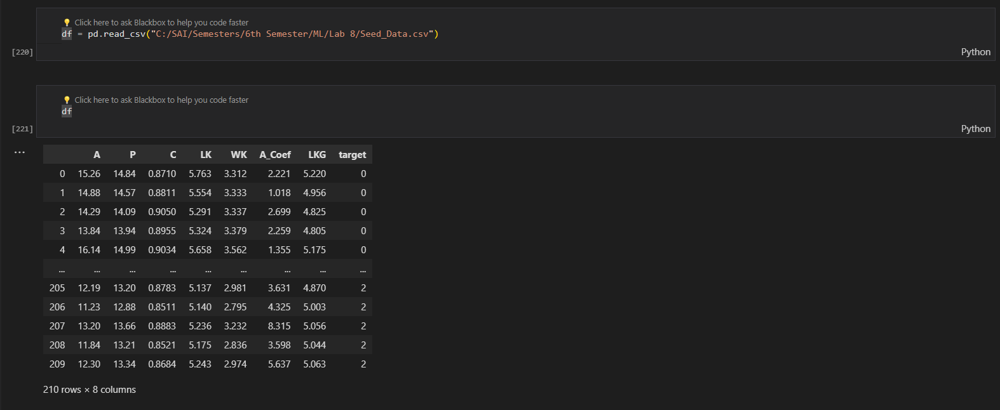 Click here to ask Blackbox to help you code faster
df = pd.read_csv("C:/SAI/Semesters/6th Semester/ML/Lab 8/Seed_Data.csv")
[220]
Python
Click here to ask Blackbox to help you code faster
df
[221]
Python
...
A P C LK WK A_Coef LKG target
0 15.26 14.84 0.8710 5.763 3.312 2.221 5.220 0
1 14.88 14.57 0.8811 5.554 3.333 1.018 4.956 0
2 14.29 14.09 0.9050 5.291 3.337 2.699 4.825 0
3 13.84 13.94 0.8955 5.324 3.379 2.259 4.805 0
4 16.14 14.99 0.9034 5.658 3.562 1.355 5.175 0
... ... ... ... ... ... ... ... ...
205 12.19 13.20 0.8783 5.137 2.981 3.631 4.870 2
206 11.23 12.88 0.8511 5.140 2.795 4.325 5.003 2
207 13.20 13.66 0.8883 5.236 3.232 8.315 5.056 2
208 11.84 13.21 0.8521 5.175 2.836 3.598 5.044 2
209 12.30 13.34 0.8684 5.243 2.974 5.637 5.063 2
210 rows × 8 columns